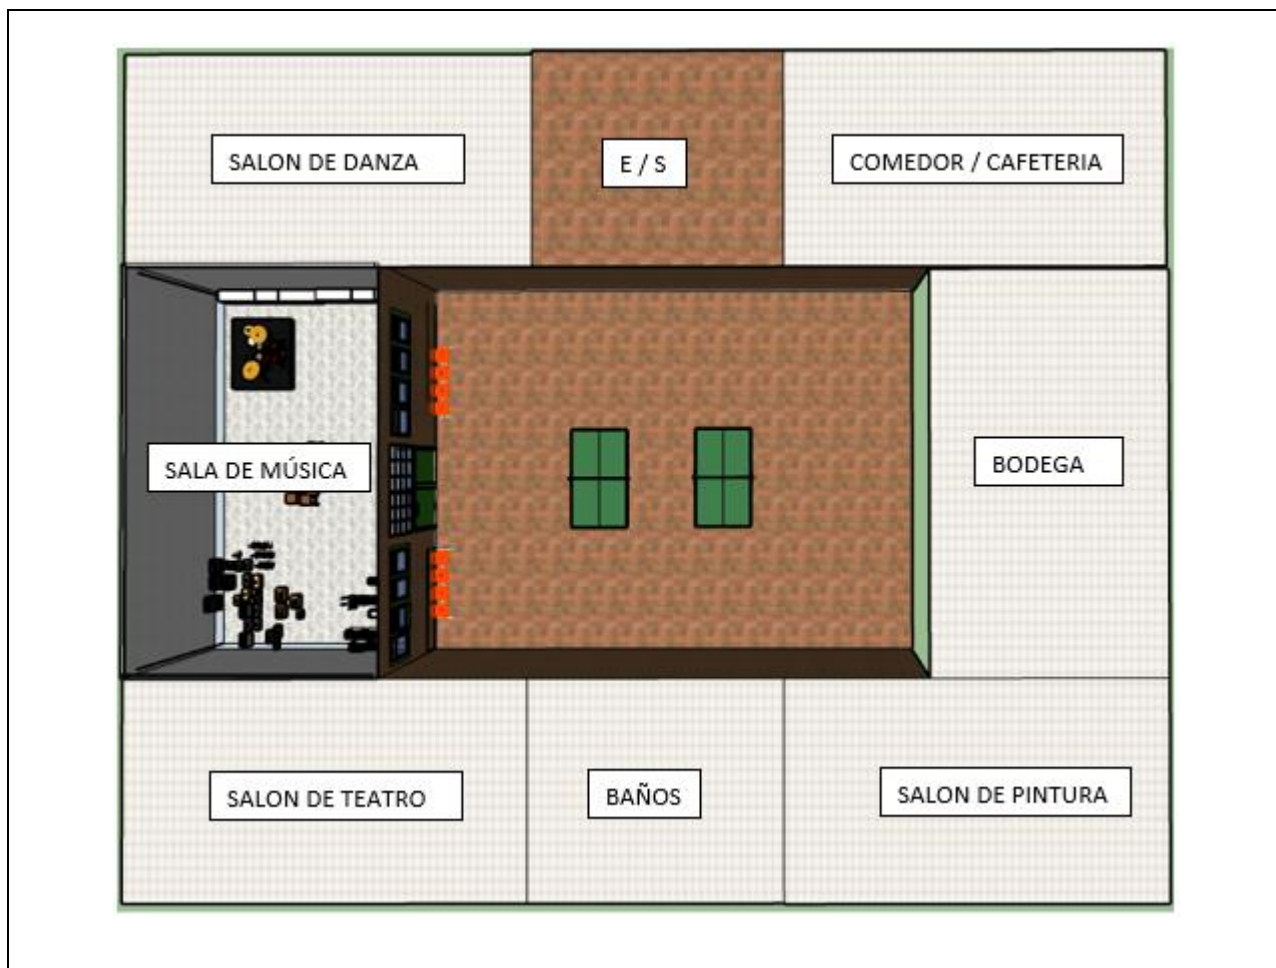 SALON DE DANZA
E / S
COMEDOR / CAFETERIA
SALA DE MÚSICA
BODEGA
SALON DE TEATRO
BAÑOS
SALON DE PINTURA